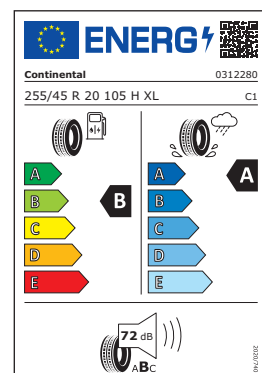 ENERG
Continental 0312280
255/45 R 20 105 H XL C1
A A A
B B B
C C
D D
E E
72 dB
ABC
2020/740